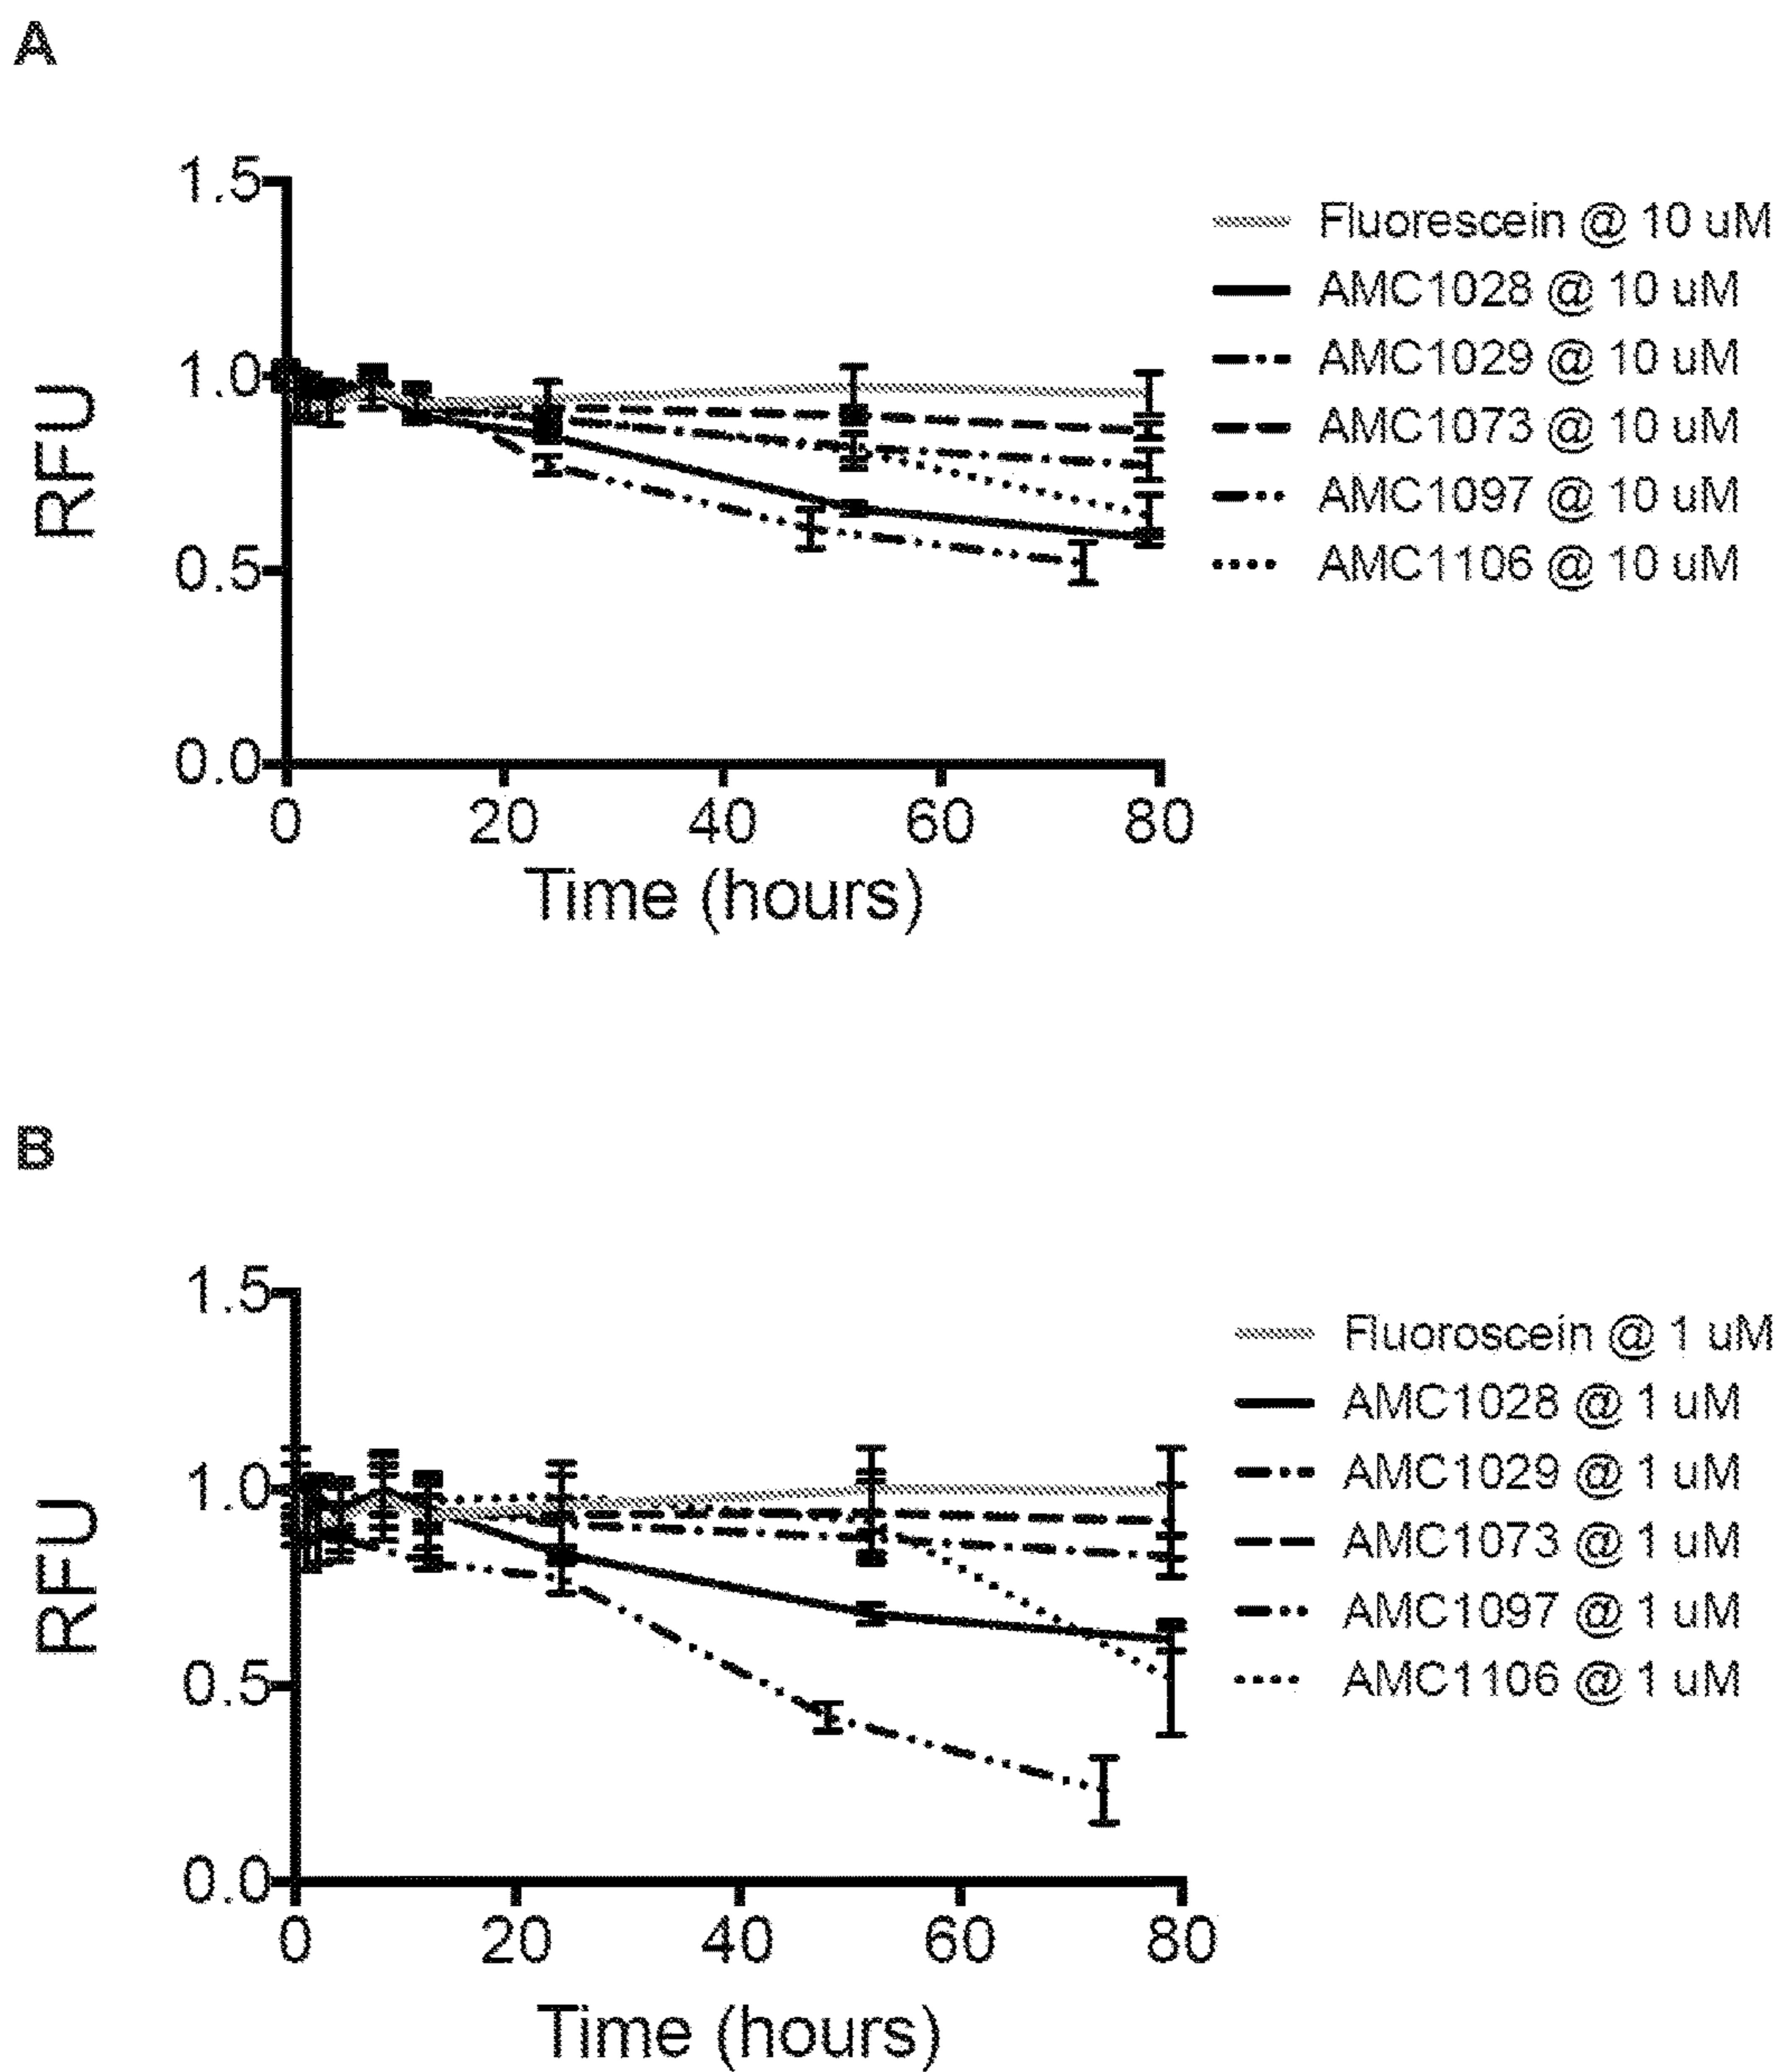 A
1.5
1.0
0.5
0.0
RFU
0 20 40 60 80
Time (hours)
Fluorescein @ 10 uM
AMC1028 @ 10 uM
AMC1029 @ 10 uM
AMC1073 @ 10 uM
AMC1097 @ 10 uM
AMC1106 @ 10 uM
B
1.5
1.0
0.5
0.0
RFU
0 20 40 60 80
Time (hours)
Fluoroscein @ 1 uM
AMC1028 @ 1 uM
AMC1029 @ 1 uM
AMC1073 @ 1 uM
AMC1097 @ 1 uM
AMC1106 @ 1 uM